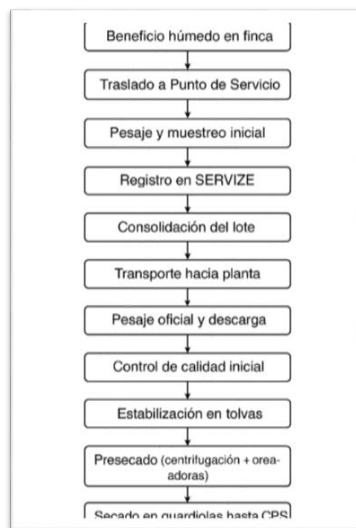 Beneficio húmedo en finca
Traslado a Punto de Servicio
Pesaje y muestreo inicial
Registro en SERVIZE
Consolidación del lote
Transporte hacia planta
Pesaje oficial y descarga
Control de calidad inicial
Estabilización en tolvas
Presecado (centrifugación + orea-
adoras)
Secado en guardiolas hasta CPS